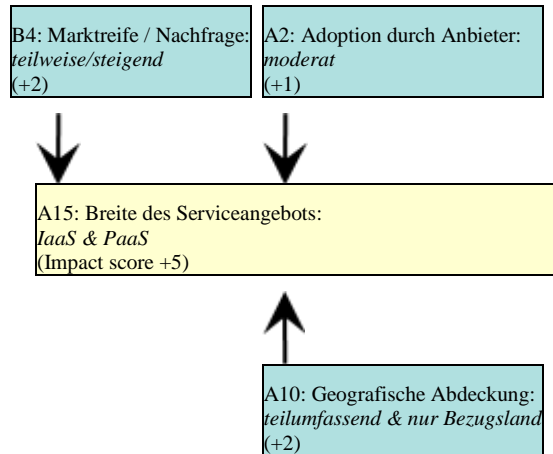 B4: Marktreife / Nachfrage:
teilweise/steigend
(+2)
A2: Adoption durch Anbieter:
moderat
(+1)
A15: Breite des Serviceangebots:
IaaS & PaaS
(Impact score +5)
A10: Geografische Abdeckung:
teilumfassend & nur Bezugsland
(+2)